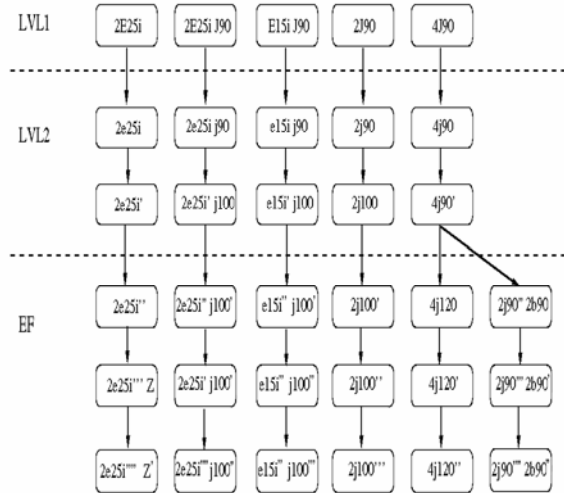 LVL1 2E25i 2E25i J90 E15i J90 2J90 4J90
LVL2 2e25i 2e25i j90 e15i j90 2j90 4j90
2e25i' 2e25i' j100 e15i' j100 2j100 4j90'
EF 2e25i'' 2e25i'' j100' e15i'' j100' 2j100' 4j120 2j90'' 2b90
2e25i''' Z 2e25i' j100' e15i'' j100'' 2j100'' 4j120' 2j90''' 2b90'
2e25i'''' Z' 2e25i'''' j100'' e15i'' j100''' 2j100''' 4j120'' 2j90'''' 2b90''